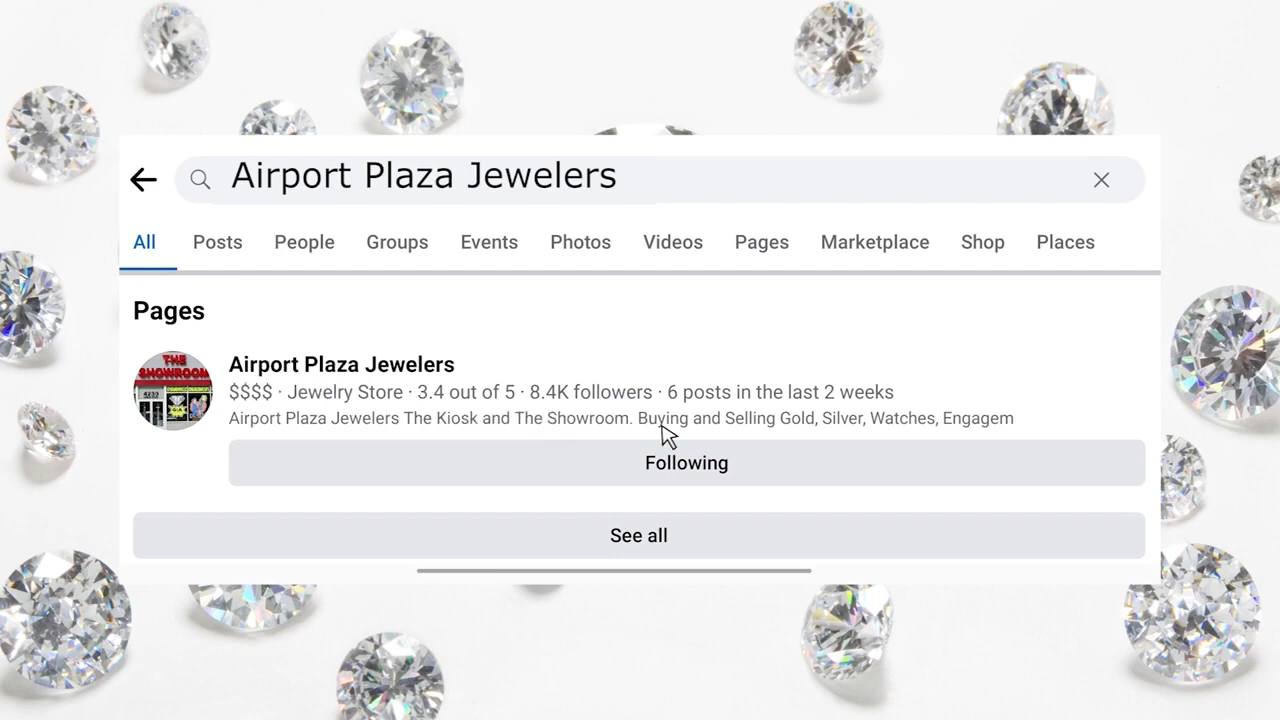 Airport Plaza Jewelers
All Posts People Groups Events Photos Videos Pages Marketplace Shop Places
Pages
THE
SHOWROOM
Airport Plaza Jewelers
$$$$ · Jewelry Store · 3.4 out of 5 · 8.4K followers · 6 posts in the last 2 weeks
Airport Plaza Jewelers The Kiosk and The Showroom. Buying and Selling Gold, Silver, Watches, Engagem
Following
See all